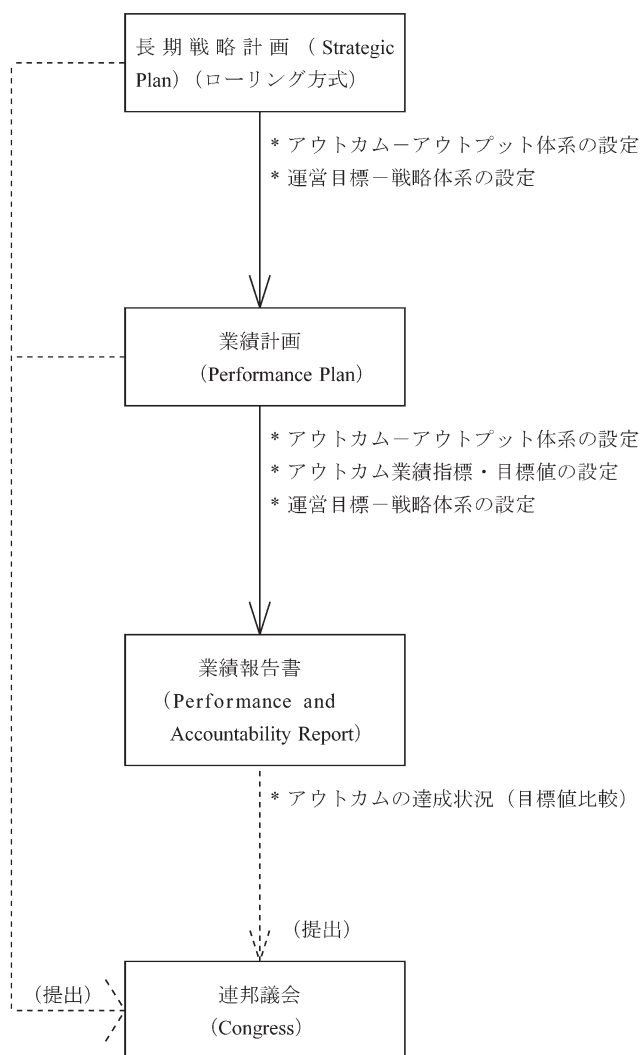 長期戦略計画（Strategic
Plan）（ローリング方式）
* アウトカム－アウトプット体系の設定
* 運営目標－戦略体系の設定
業績計画
（Performance Plan）
* アウトカム－アウトプット体系の設定
* アウトカム業績指標・目標値の設定
* 運営目標－戦略体系の設定
業績報告書
（Performance and
Accountability Report）
* アウトカムの達成状況（目標値比較）
（提出）
（提出）
連邦議会
（Congress）